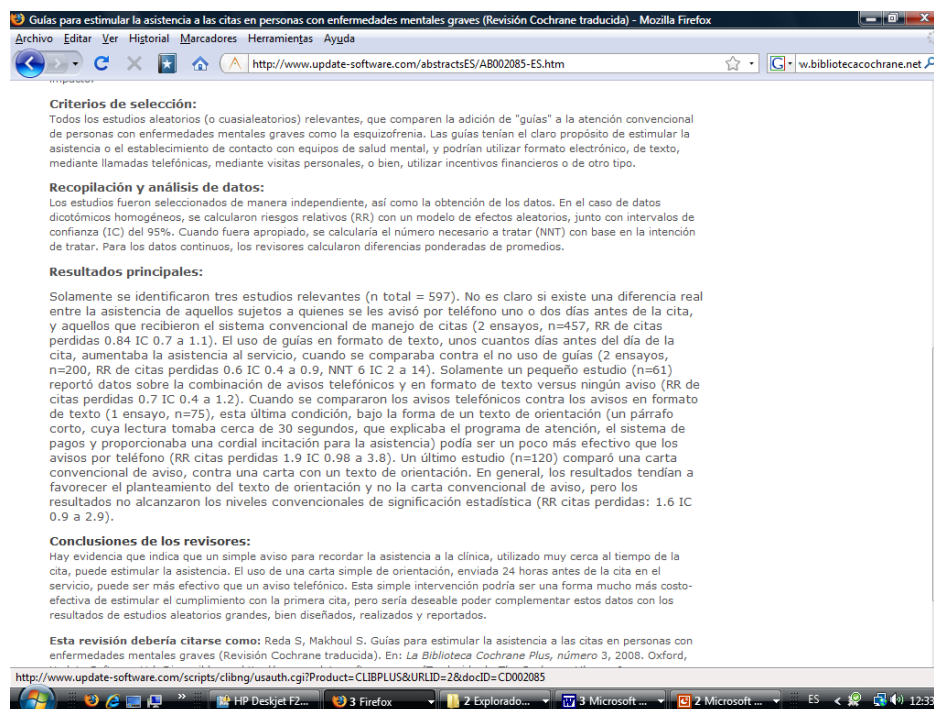 Guías para estimular la asistencia a las citas en personas con enfermedades mentales graves (Revisión Cochrane traducida) - Mozilla Firefox
Archivo Editar Ver Historial Marcadores Herramientas Ayuda
http://www.update-software.com/abstractsES/AB002085-ES.htm
w.bibliotecacochrane.net
Criterios de selección:
Todos los estudios aleatorios (o cuasialeatorios) relevantes, que comparen la adición de "guías" a la atención convencional
de personas con enfermedades mentales graves como la esquizofrenia. Las guías tenían el claro propósito de estimular la
asistencia o el establecimiento de contacto con equipos de salud mental, y podrían utilizar formato electrónico, de texto,
mediante llamadas telefónicas, mediante visitas personales, o bien, utilizar incentivos financieros o de otro tipo.
Recopilación y análisis de datos:
Los estudios fueron seleccionados de manera independiente, así como la obtención de los datos. En el caso de datos
dicotómicos homogéneos, se calcularon riesgos relativos (RR) con un modelo de efectos aleatorios, junto con intervalos de
confianza (IC) del 95%. Cuando fuera apropiado, se calcularía el número necesario a tratar (NNT) con base en la intención
de tratar. Para los datos continuos, los revisores calcularon diferencias ponderadas de promedios.
Resultados principales:
Solamente se identificaron tres estudios relevantes (n total = 597). No es claro si existe una diferencia real
entre la asistencia de aquellos sujetos a quienes se les avisó por teléfono uno o dos días antes de la cita,
y aquellos que recibieron el sistema convencional de manejo de citas (2 ensayos, n=457, RR de citas
perdidas 0.84 IC 0.7 a 1.1). El uso de guías en formato de texto, unos cuantos días antes del día de la
cita, aumentaba la asistencia al servicio, cuando se comparaba contra el no uso de guías (2 ensayos,
n=200, RR de citas perdidas 0.6 IC 0.4 a 0.9, NNT 6 IC 2 a 14). Solamente un pequeño estudio (n=61)
reportó datos sobre la combinación de avisos telefónicos y en formato de texto versus ningún aviso (RR de
citas perdidas 0.7 IC 0.4 a 1.2). Cuando se compararon los avisos telefónicos contra los avisos en formato
de texto (1 ensayo, n=75), esta última condición, bajo la forma de un texto de orientación (un párrafo
corto, cuya lectura tomaba cerca de 30 segundos, que explicaba el programa de atención, el sistema de
pagos y proporcionaba una cordial incitación para la asistencia) podía ser un poco más efectivo que los
avisos por teléfono (RR citas perdidas 1.9 IC 0.98 a 3.8). Un último estudio (n=120) comparó una carta
convencional de aviso, contra una carta con un texto de orientación. En general, los resultados tendían a
favorecer el planteamiento del texto de orientación y no la carta convencional de aviso, pero los
resultados no alcanzaron los niveles convencionales de significación estadística (RR citas perdidas: 1.6 IC
0.9 a 2.9).
Conclusiones de los revisores:
Hay evidencia que indica que un simple aviso para recordar la asistencia a la clínica, utilizado muy cerca al tiempo de la
cita, puede estimular la asistencia. El uso de una carta simple de orientación, enviada 24 horas antes de la cita en el
servicio, puede ser más efectivo que un aviso telefónico. Esta simple intervención podría ser una forma mucho más costo-
efectiva de estimular el cumplimiento con la primera cita, pero sería deseable poder complementar estos datos con los
resultados de estudios aleatorios grandes, bien diseñados, realizados y reportados.
Esta revisión debería citarse como: Reda S, Makhoul S. Guías para estimular la asistencia a las citas en personas con
enfermedades mentales graves (Revisión Cochrane traducida). En: La Biblioteca Cochrane Plus, número 3, 2008. Oxford,
http://www.update-software.com/scripts/clibng/usauth.cgi?Product=CLIBPLUS&URLID=2&docID=CD002085
HP Deskjet F2... 3 Firefox 2 Explorado... 3 Microsoft ... 2 Microsoft ... ES 12:33